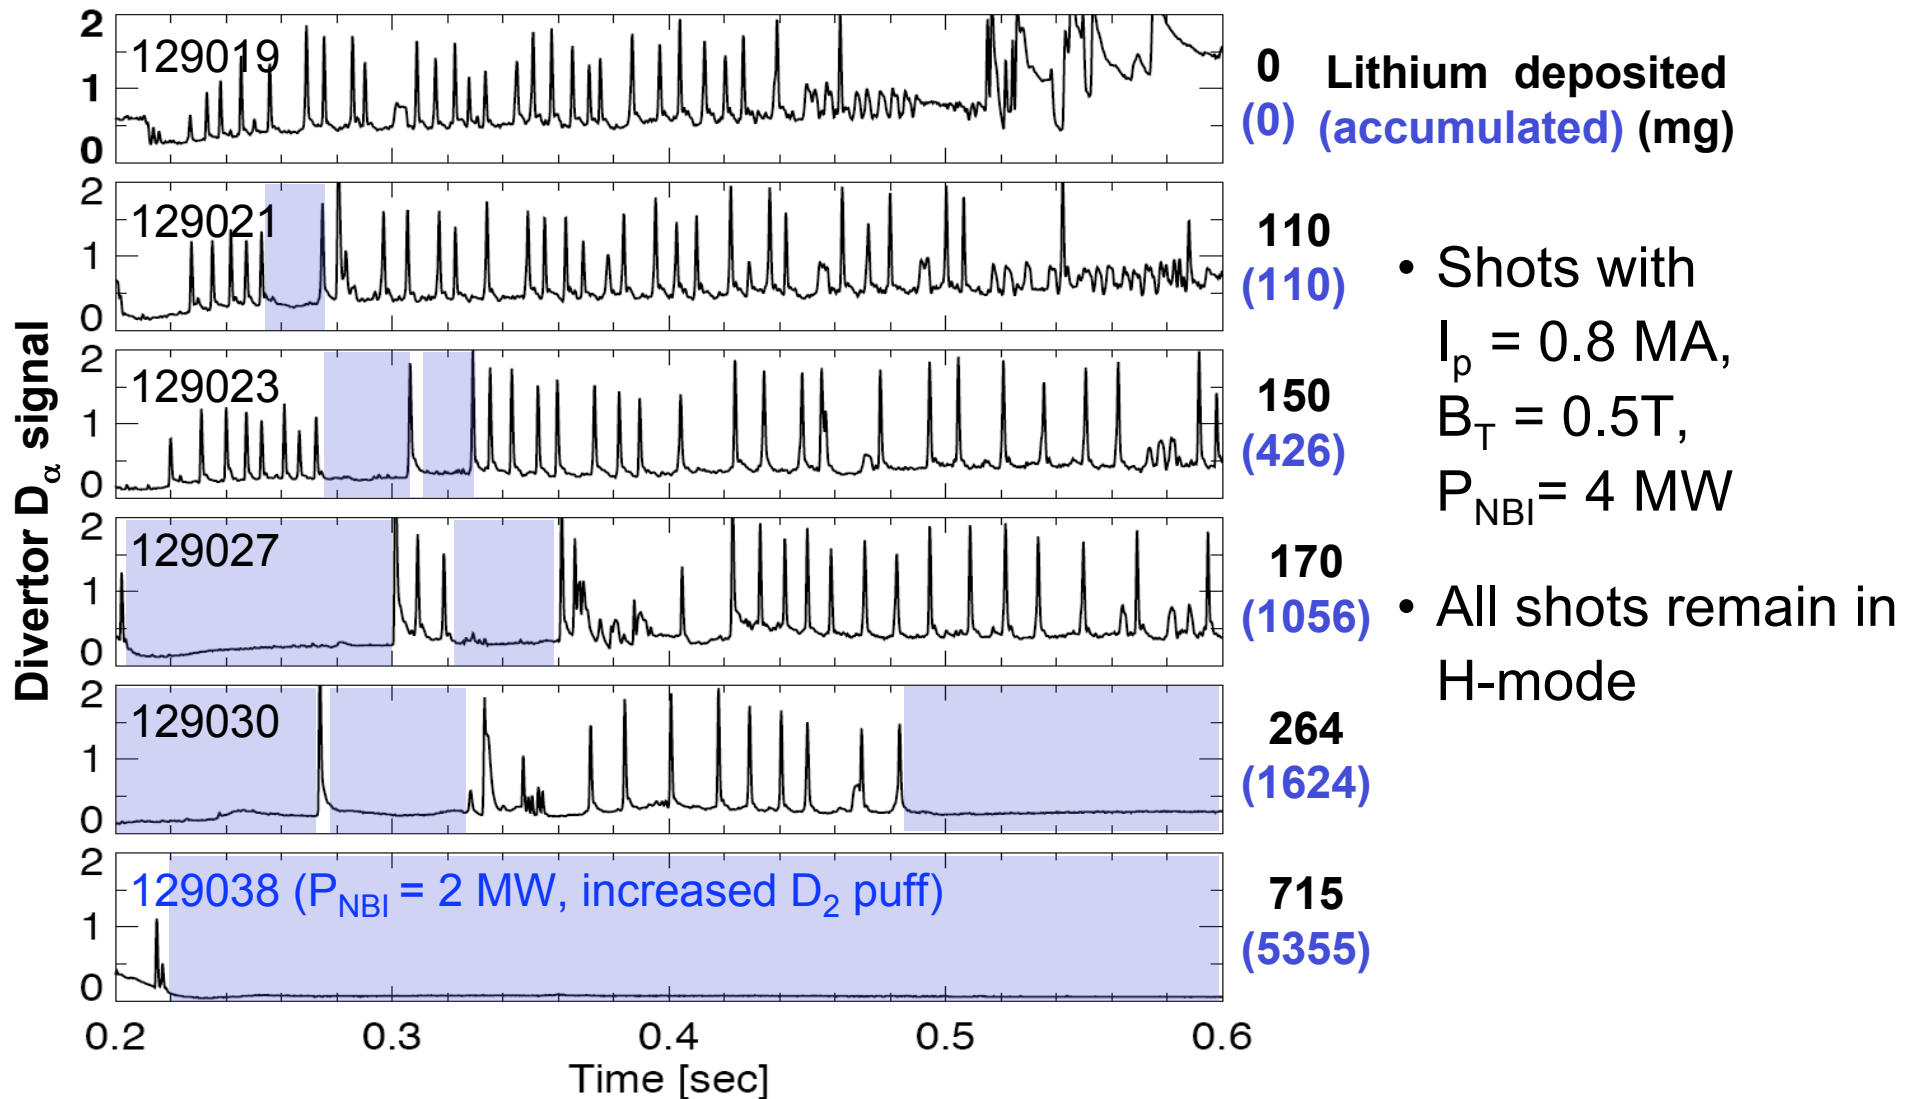 Divertor Dα signal
2
1
0
129019
0 Lithium deposited
(0) (accumulated) (mg)
2
1
0
129021
110
(110)
2
1
0
129023
150
(426)
2
1
0
129027
170
(1056)
2
1
0
129030
264
(1624)
2
1
0
129038 (PNBI = 2 MW, increased D2 puff)
715
(5355)
0.2 0.3 0.4 0.5 0.6
Time [sec]
• Shots with
Ip = 0.8 MA,
BT = 0.5T,
PNBI= 4 MW
• All shots remain in
H-mode